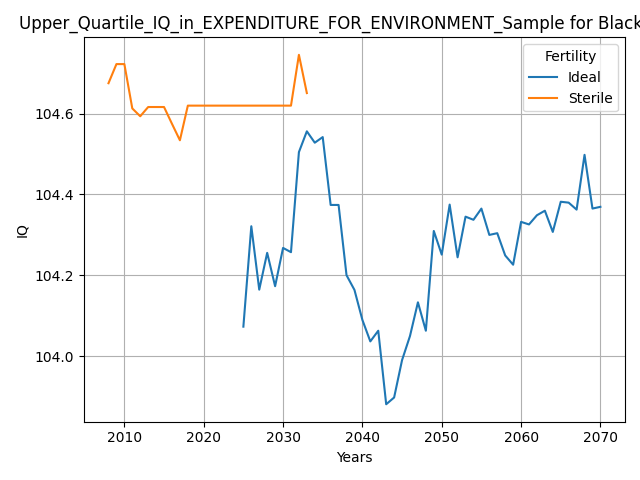 Upper_Quartile_IQ_in_EXPENDITURE_FOR_ENVIRONMENT_Sample for Black
Fertility
Ideal
Sterile
104.6
104.4
104.2
104.0
IQ
2010 2020 2030 2040 2050 2060 2070
Years